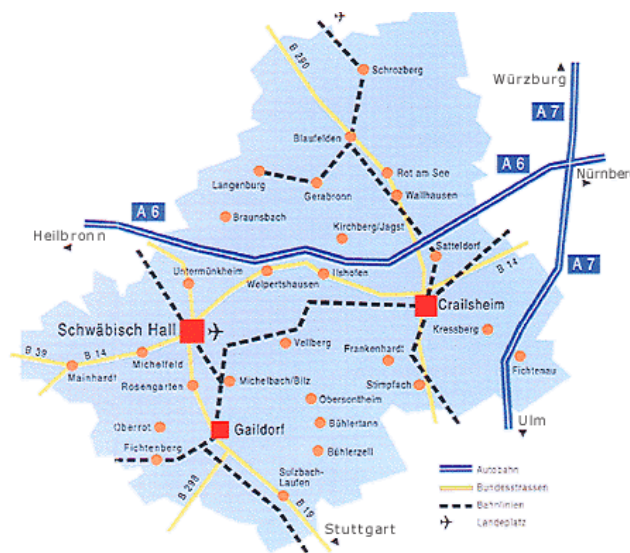 B 290
Schrozberg
Würzburg
A 7
Blaufelden
A 6
Rot am See
Nürnber
Langenburg
Gerabronn
Wallhausen
A 6
Braunsbach
Kirchberg/Jagst
Heilbronn
Satteldorf
Untermünkheim
Wolpertshausen
Ilshofen
B 14
A 7
Crailsheim
Schwäbisch Hall
Kressberg
Vellberg
B 39
B 14
Michelfeld
Frankenhardt
Fichtenau
Mainhardt
Rosengarten
Michelbach/Bilz
Stimpfach
Obersontheim
Ulm
Oberrot
Gaildorf
Bühlertann
Fichtenberg
Bühlerzell
Sulzbach-
Laufen
B 298
B 19
Stuttgart
Autobahn
Bundesstrassen
Bahnlinien
Landeplatz